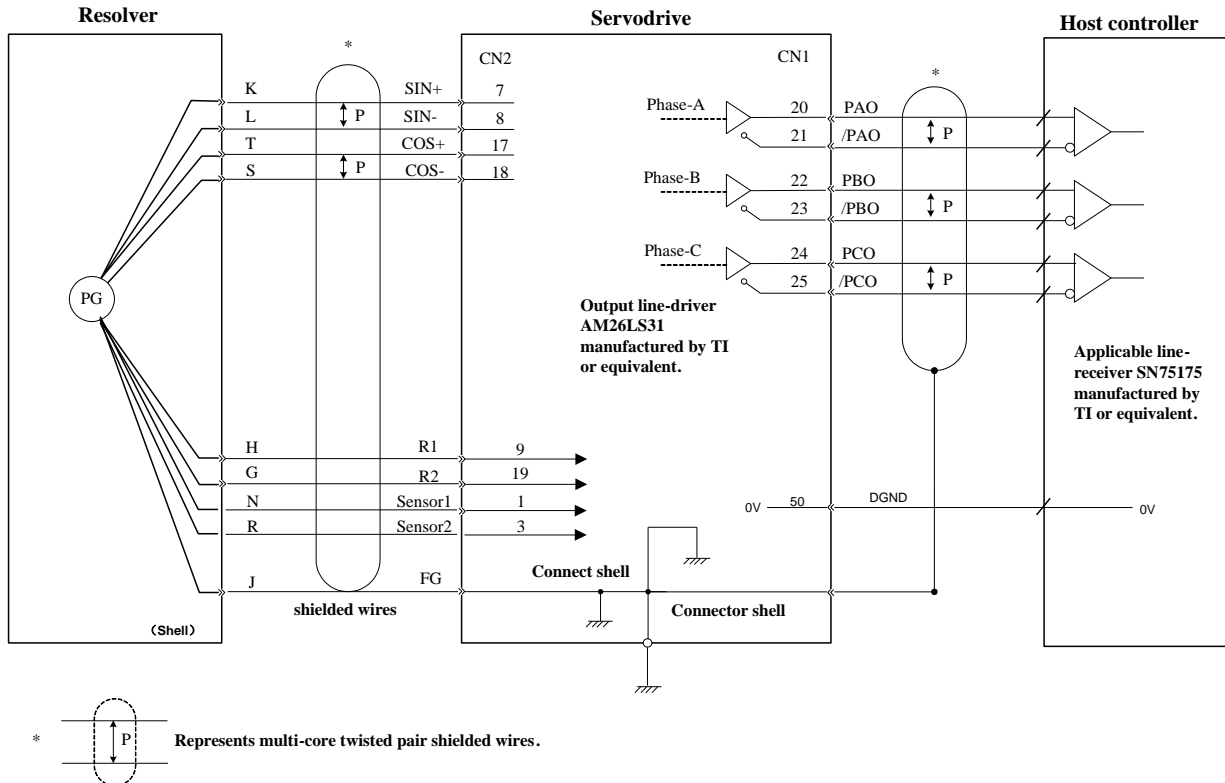 Resolver
Servodrive
Host controller
*
CN2
CN1
*
K SIN+ 7
P
L SIN- 8
T COS+ 17
P
S COS- 18
Phase-A
20 PAO
P
21 /PAO
Phase-B
22 PBO
P
23 /PBO
Phase-C
24 PCO
P
25 /PCO
PG
Output line-driver
AM26LS31
manufactured by TI
or equivalent.
Applicable line-
receiver SN75175
manufactured by
TI or equivalent.
H R1 9
G R2 19
N Sensor1 1
R Sensor2 3
0V 50 DGND 0V
J FG
Connect shell
Connector shell
shielded wires
(Shell)
* P Represents multi-core twisted pair shielded wires.